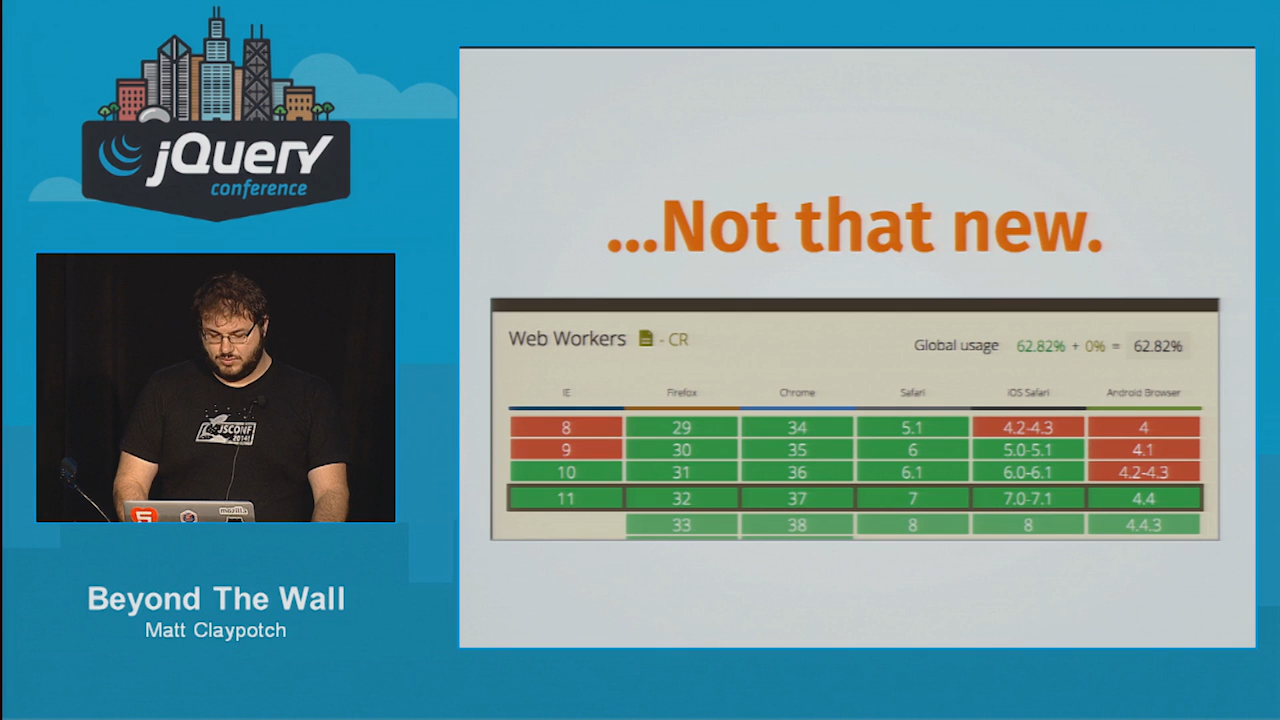 jQuery
conference
JSCONF
2014!
Beyond The Wall
Matt Claypotch
...Not that new.
Web Workers - CR
Global usage 62.82% + 0% = 62.82%
IE Firefox Chrome Safari iOS Safari Android Browser
8 29 34 5.1 4.2-4.3 4
9 30 35 6 5.0-5.1 4.1
10 31 36 6.1 6.0-6.1 4.2-4.3
11 32 37 7 7.0-7.1 4.4
33 38 8 8 4.4.3